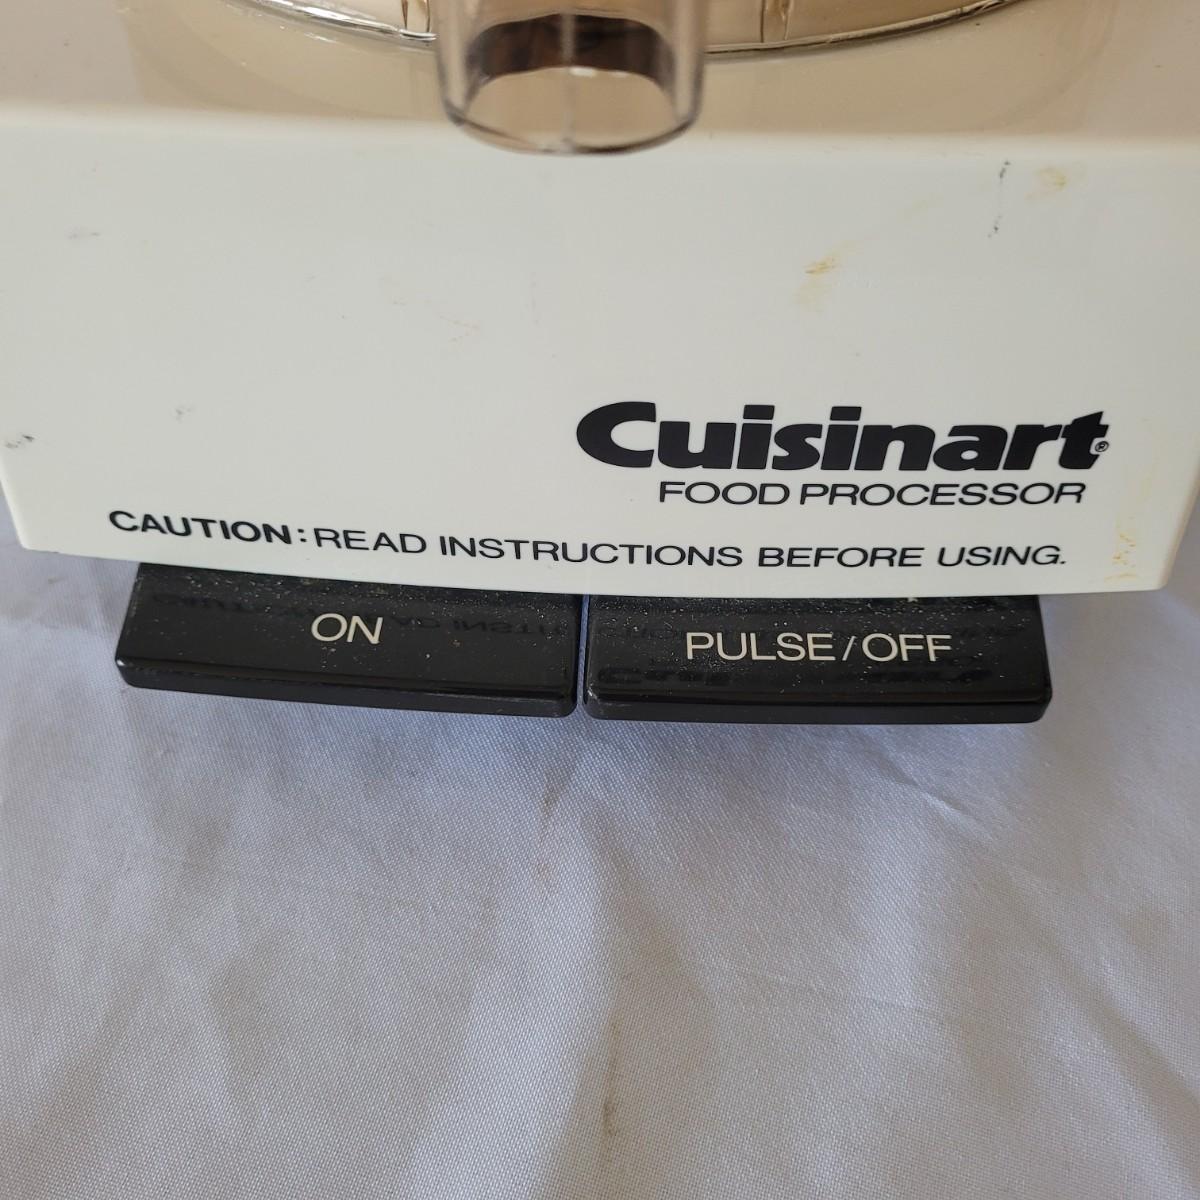 Cuisinart®
FOOD PROCESSOR
CAUTION: READ INSTRUCTIONS BEFORE USING.
ON
PULSE/OFF